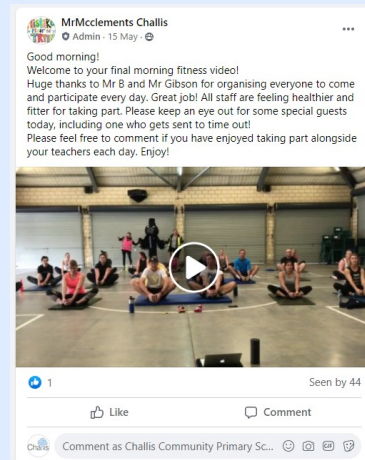 MrMcclements Challis
Admin · 15 May ·
Good morning!
Welcome to your final morning fitness video!
Huge thanks to Mr B and Mr Gibson for organising everyone to come
and participate every day. Great job! All staff are feeling healthier and
fitter for taking part. Please keep an eye out for some special guests
today, including one who gets sent to time out!
Please feel free to comment if you have enjoyed taking part alongside
your teachers each day. Enjoy!
1
Seen by 44
Like
Comment
Challis
Comment as Challis Community Primary Sc...
GIF